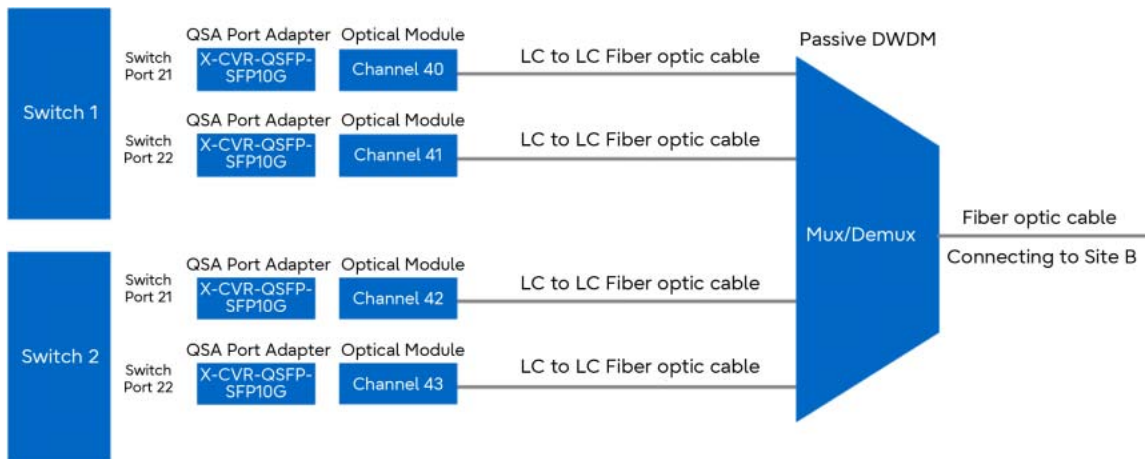 QSA Port Adapter Optical Module
Passive DWDM
Switch
Port 21
X-CVR-QSFP-
SFP10G
Channel 40
LC to LC Fiber optic cable
Switch 1
QSA Port Adapter Optical Module
Switch
Port 22
X-CVR-QSFP-
SFP10G
Channel 41
LC to LC Fiber optic cable
Mux/Demux
Fiber optic cable
Connecting to Site B
QSA Port Adapter Optical Module
Switch
Port 21
X-CVR-QSFP-
SFP10G
Channel 42
LC to LC Fiber optic cable
Switch 2
QSA Port Adapter Optical Module
Switch
Port 22
X-CVR-QSFP-
SFP10G
Channel 43
LC to LC Fiber optic cable